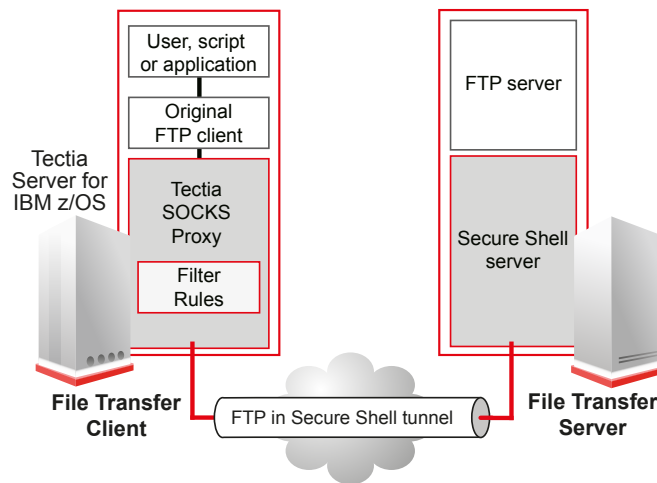 User, script
or application
Original
FTP client
Tectia
Server for
IBM z/OS
Tectia
SOCKS
Proxy
Filter
Rules
File Transfer
Client
FTP in Secure Shell tunnel
FTP server
Secure Shell
server
File Transfer
Server